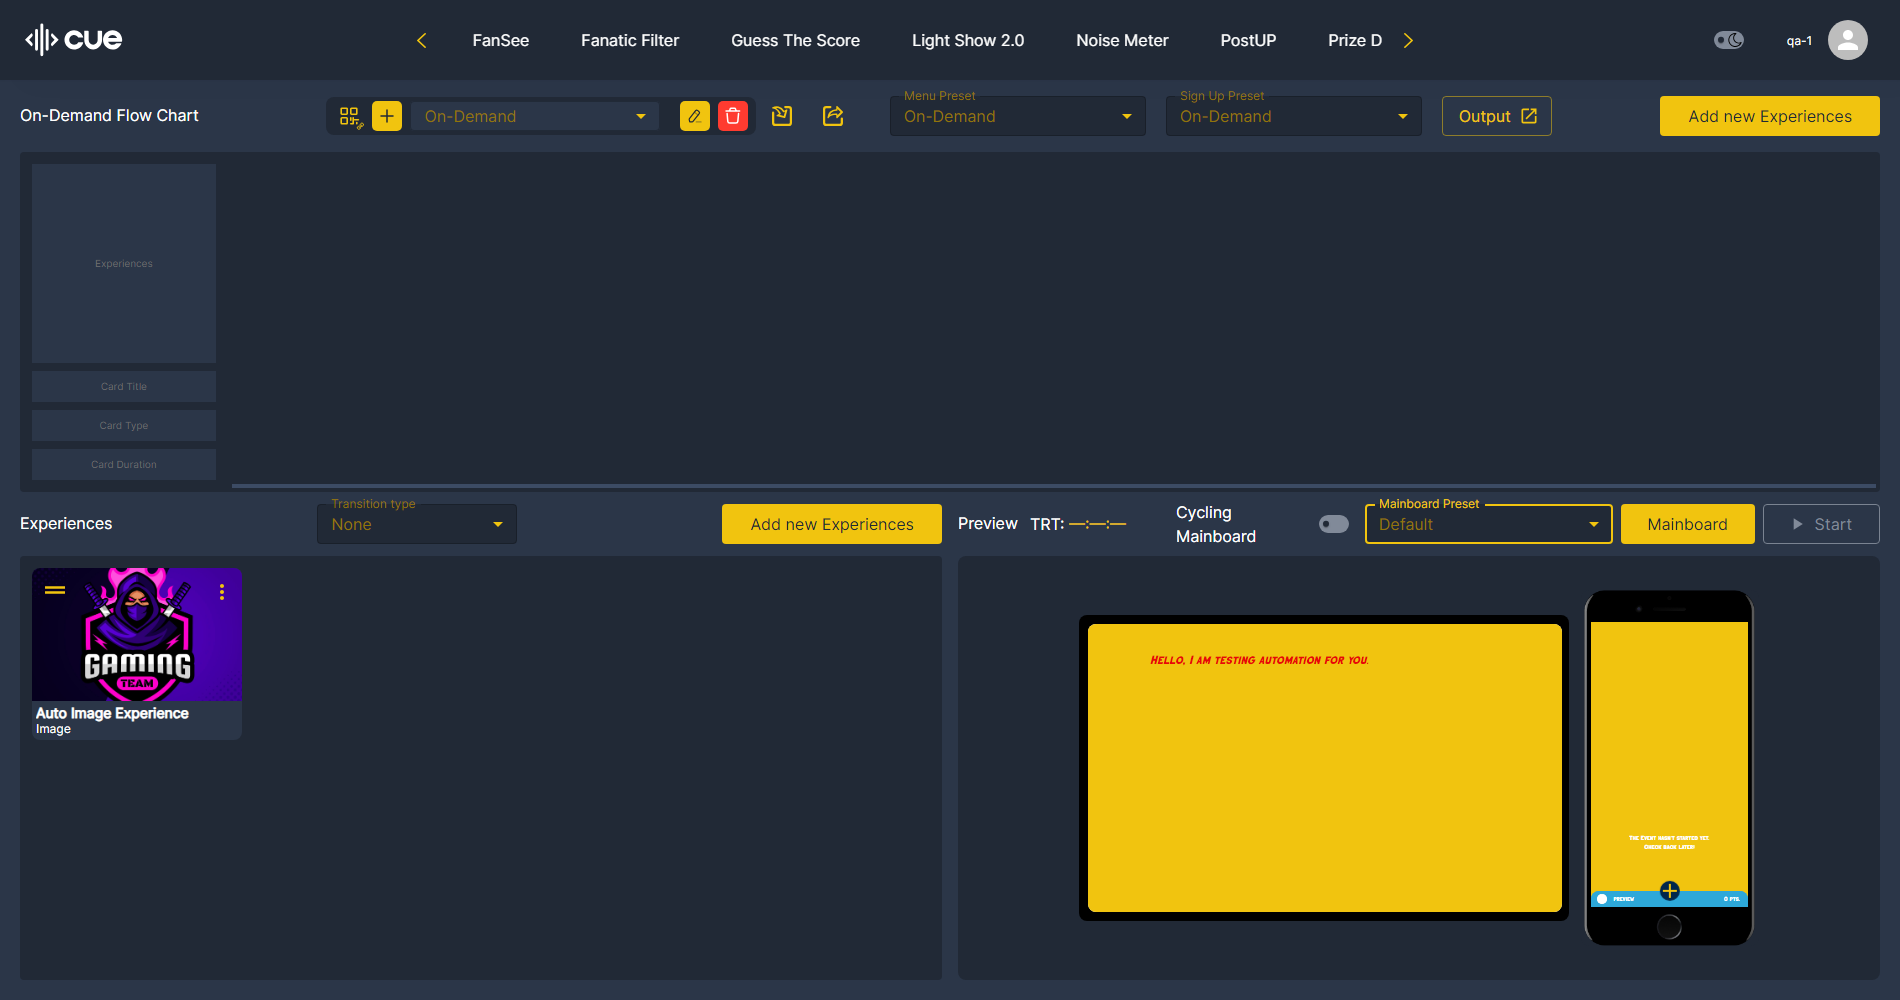 cue
FanSee
Fanatic Filter
Guess The Score
Light Show 2.0
Noise Meter
PostUP
Prize D
qa-1
On-Demand Flow Chart
On-Demand
Menu Preset
On-Demand
Sign Up Preset
On-Demand
Output
Add new Experiences
Experiences
Card Title
Card Type
Card Duration
Experiences
Transition type
None
Add new Experiences
Preview
TRT: —:—:—
Cycling
Mainboard
Mainboard Preset
Default
Mainboard
Start
GAMING
TEAM
Auto Image Experience
Image
Hello, I am testing automation for you.
The event hasn't started yet.
Check back later!
PREVIEW
0 PTS.